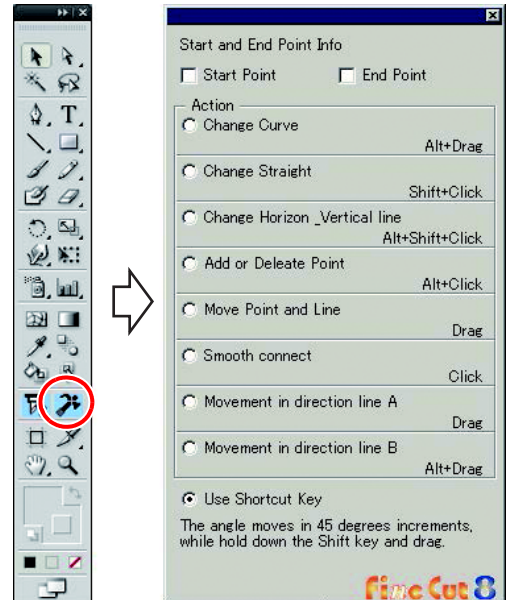 Start and End Point Info
Start Point End Point
Action
Change Curve
Alt+Drag
Change Straight
Shift+Click
Change Horizon _Vertical line
Alt+Shift+Click
Add or Deleate Point
Alt+Click
Move Point and Line
Drag
Smooth connect
Click
Movement in direction line A
Drag
Movement in direction line B
Alt+Drag
Use Shortcut Key
The angle moves in 45 degrees increments,
while hold down the Shift key and drag.
Fine Cut 8